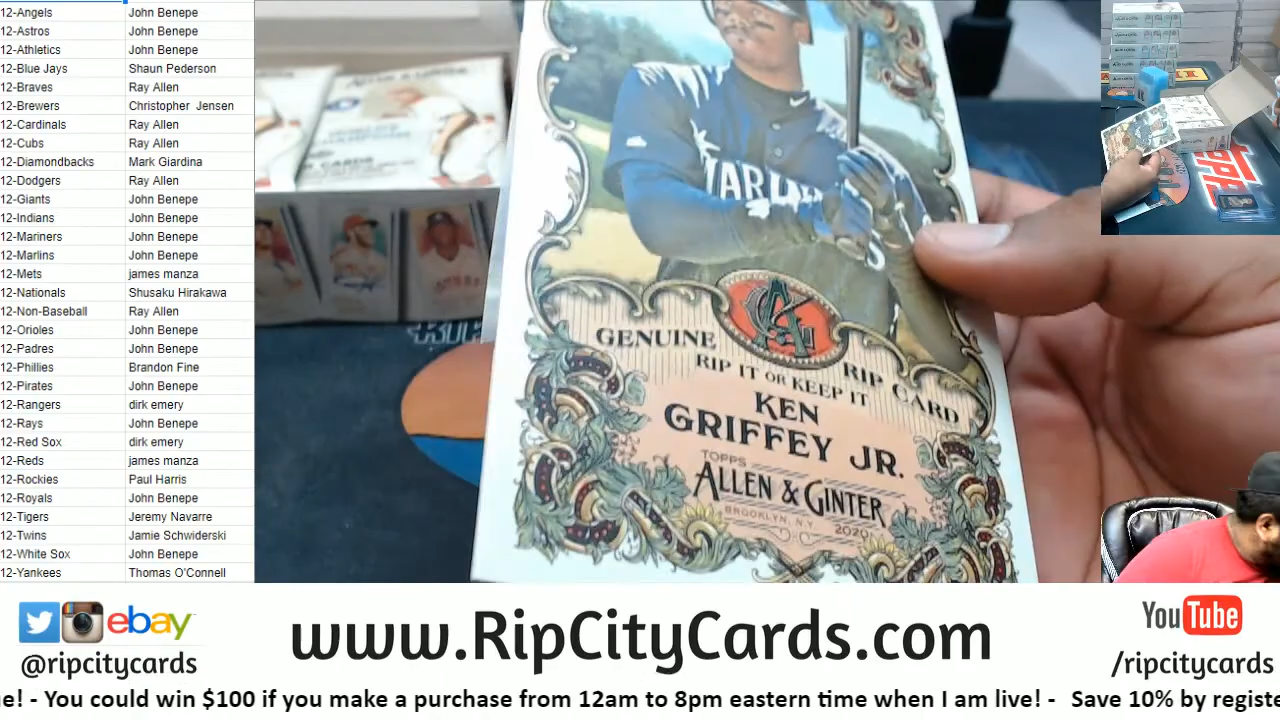 12-Angels John Benepe
12-Astros John Benepe
12-Athletics John Benepe
12-Blue Jays Shaun Pederson
12-Braves Ray Allen
12-Brewers Christopher Jensen
12-Cardinals Ray Allen
12-Cubs Ray Allen
12-Diamondbacks Mark Giardina
12-Dodgers Ray Allen
12-Giants John Benepe
12-Indians John Benepe
12-Mariners John Benepe
12-Marlins John Benepe
12-Mets james manza
12-Nationals Shusaku Hirakawa
12-Non-Baseball Ray Allen
12-Orioles John Benepe
12-Padres John Benepe
12-Phillies Brandon Fine
12-Pirates John Benepe
12-Rangers dirk emery
12-Rays John Benepe
12-Red Sox dirk emery
12-Reds james manza
12-Rockies Paul Harris
12-Royals John Benepe
12-Tigers Jeremy Navarre
12-Twins Jamie Schwiderski
12-White Sox John Benepe
12-Yankees Thomas O'Connell
CARDS
GENUINE RIP CARD
RIP IT OR KEEP IT
KEN
GRIFFEY JR.
TOPPS
ALLEN & GINTER
BROOKLYN, N.Y. 2020
ebay
@ripcitycards
www.RipCityCards.com
YouTube
/ripcitycards
e! - You could win $100 if you make a purchase from 12am to 8pm eastern time when I am live! - Save 10% by registe